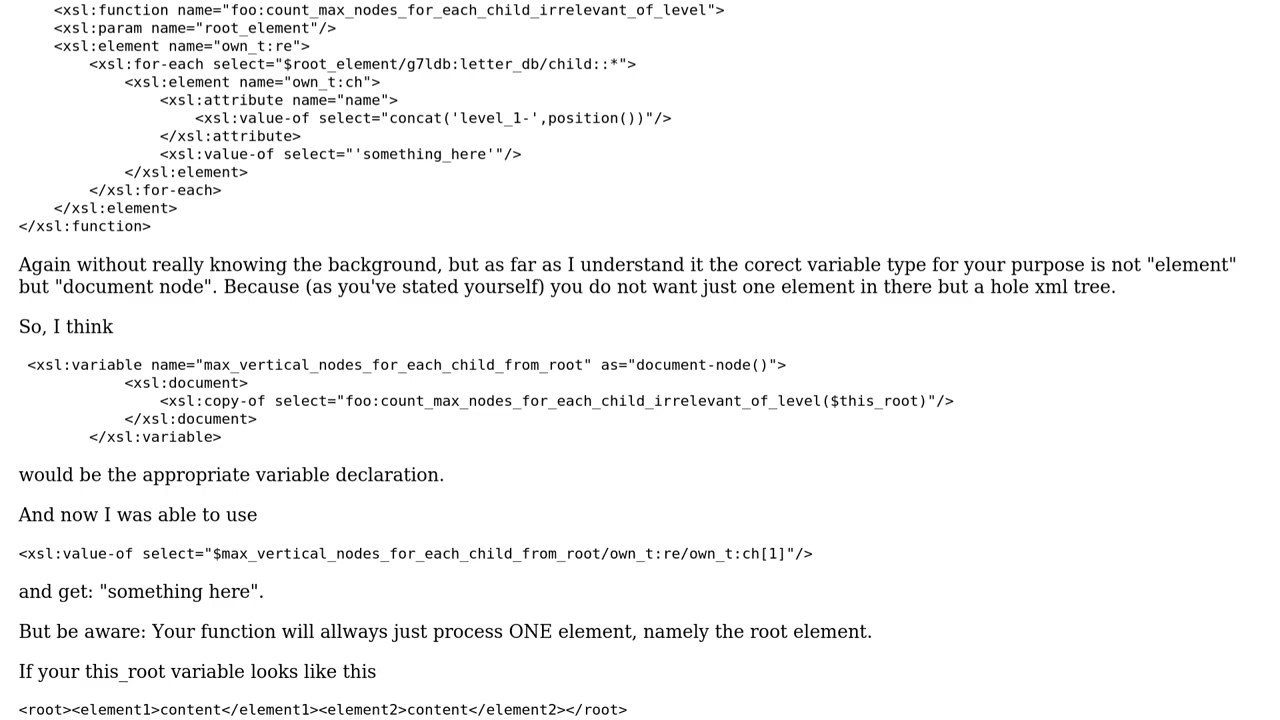 <xsl:function name="foo:count_max_nodes_for_each_child_irrelevant_of_level">
<xsl:param name="root_element"/>
<xsl:element name="own_t:re">
<xsl:for-each select="$root_element/g7ldb:letter_db/child::*">
<xsl:element name="own_t:ch">
<xsl:attribute name="name">
<xsl:value-of select="concat('level_1-',position())"/>
</xsl:attribute>
<xsl:value-of select="'something_here'"/>
</xsl:element>
</xsl:for-each>
</xsl:element>
</xsl:function>
Again without really knowing the background, but as far as I understand it the corect variable type for your purpose is not "element"
but "document node". Because (as you've stated yourself) you do not want just one element in there but a hole xml tree.
So, I think
<xsl:variable name="max_vertical_nodes_for_each_child_from_root" as="document-node()">
<xsl:document>
<xsl:copy-of select="foo:count_max_nodes_for_each_child_irrelevant_of_level($this_root)"/>
</xsl:document>
</xsl:variable>
would be the appropriate variable declaration.
And now I was able to use
<xsl:value-of select="$max_vertical_nodes_for_each_child_from_root/own_t:re/own_t:ch[1]"/>
and get: "something here".
But be aware: Your function will allways just process ONE element, namely the root element.
If your this_root variable looks like this
<root><element1>content</element1><element2>content</element2></root>